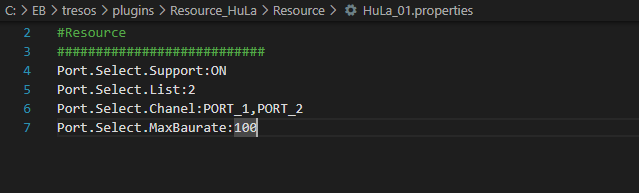 C: > EB > tresos > plugins > Resource_HuLa > Resource > HuLa_01.properties
2 #Resource
3 ###########################
4 Port.Select.Support:ON
5 Port.Select.List:2
6 Port.Select.Chanel:PORT_1,PORT_2
7 Port.Select.MaxBaurate:100